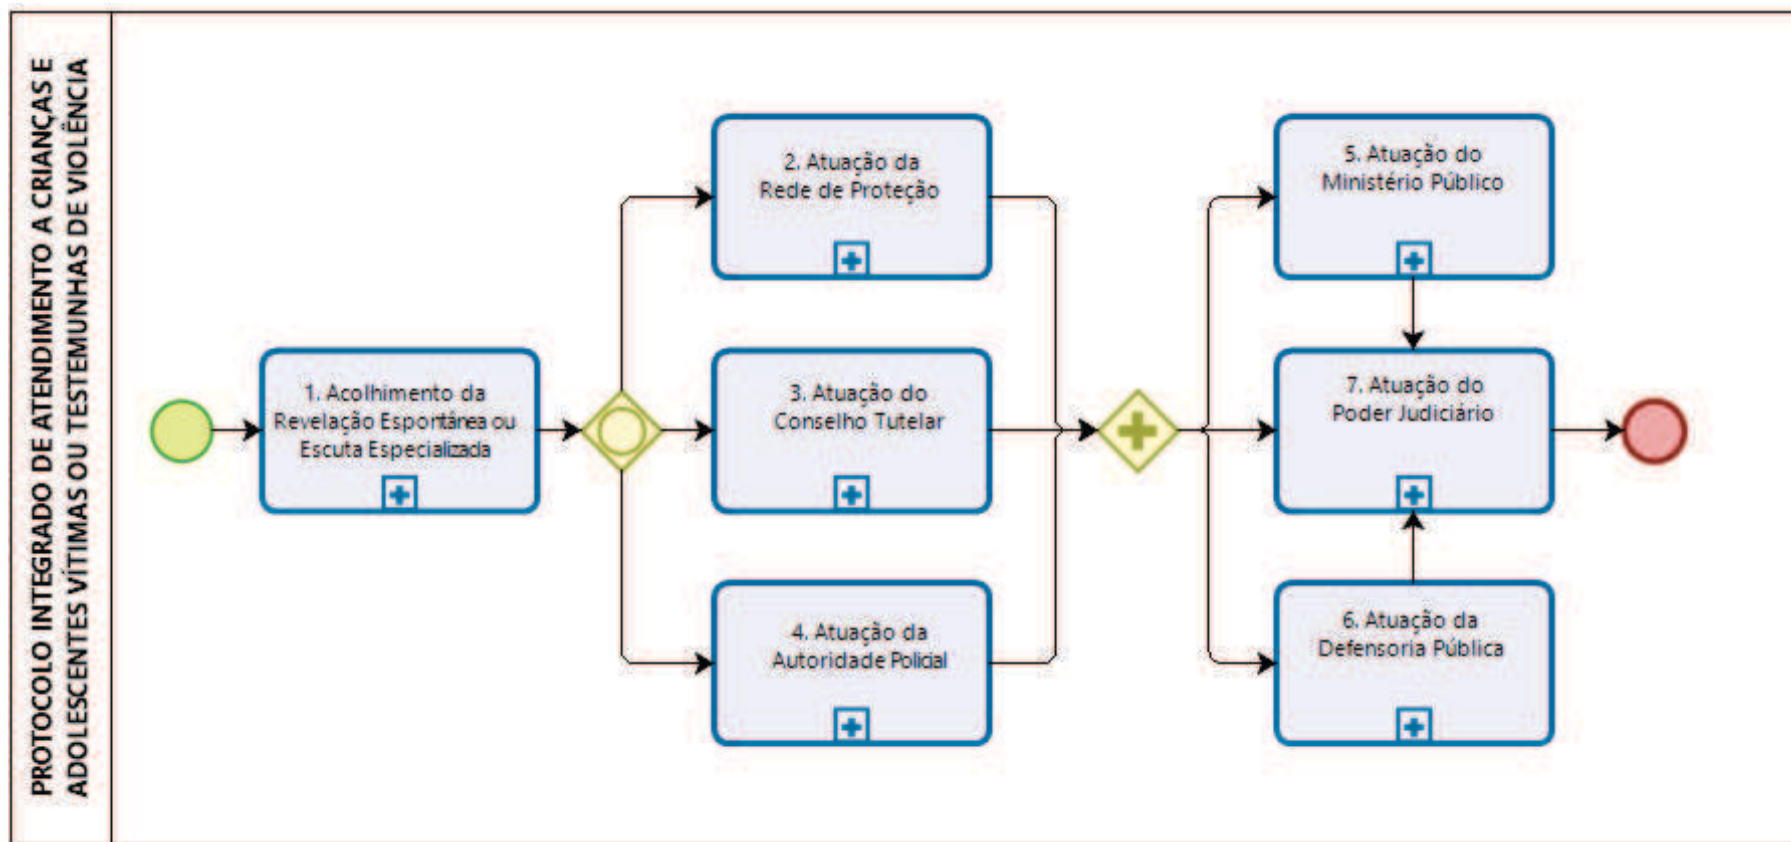 PROTOCOLO INTEGRADO DE ATENDIMENTO A CRIANÇAS E
ADOLESCENTES VÍTIMAS OU TESTEMUNHAS DE VIOLÊNCIA
1. Acolhimento da
Revelação Espontânea ou
Escuta Especializada
2. Atuação da
Rede de Proteção
3. Atuação do
Conselho Tutelar
4. Atuação da
Autoridade Policial
5. Atuação do
Ministério Público
7. Atuação do
Poder Judiciário
6. Atuação da
Defensoria Pública